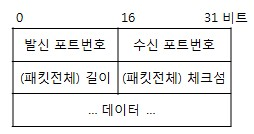 0 16 31 비트
발신 포트번호 수신 포트번호
(패킷전체) 길이 (패킷전체) 체크섬
... 데이터 ...